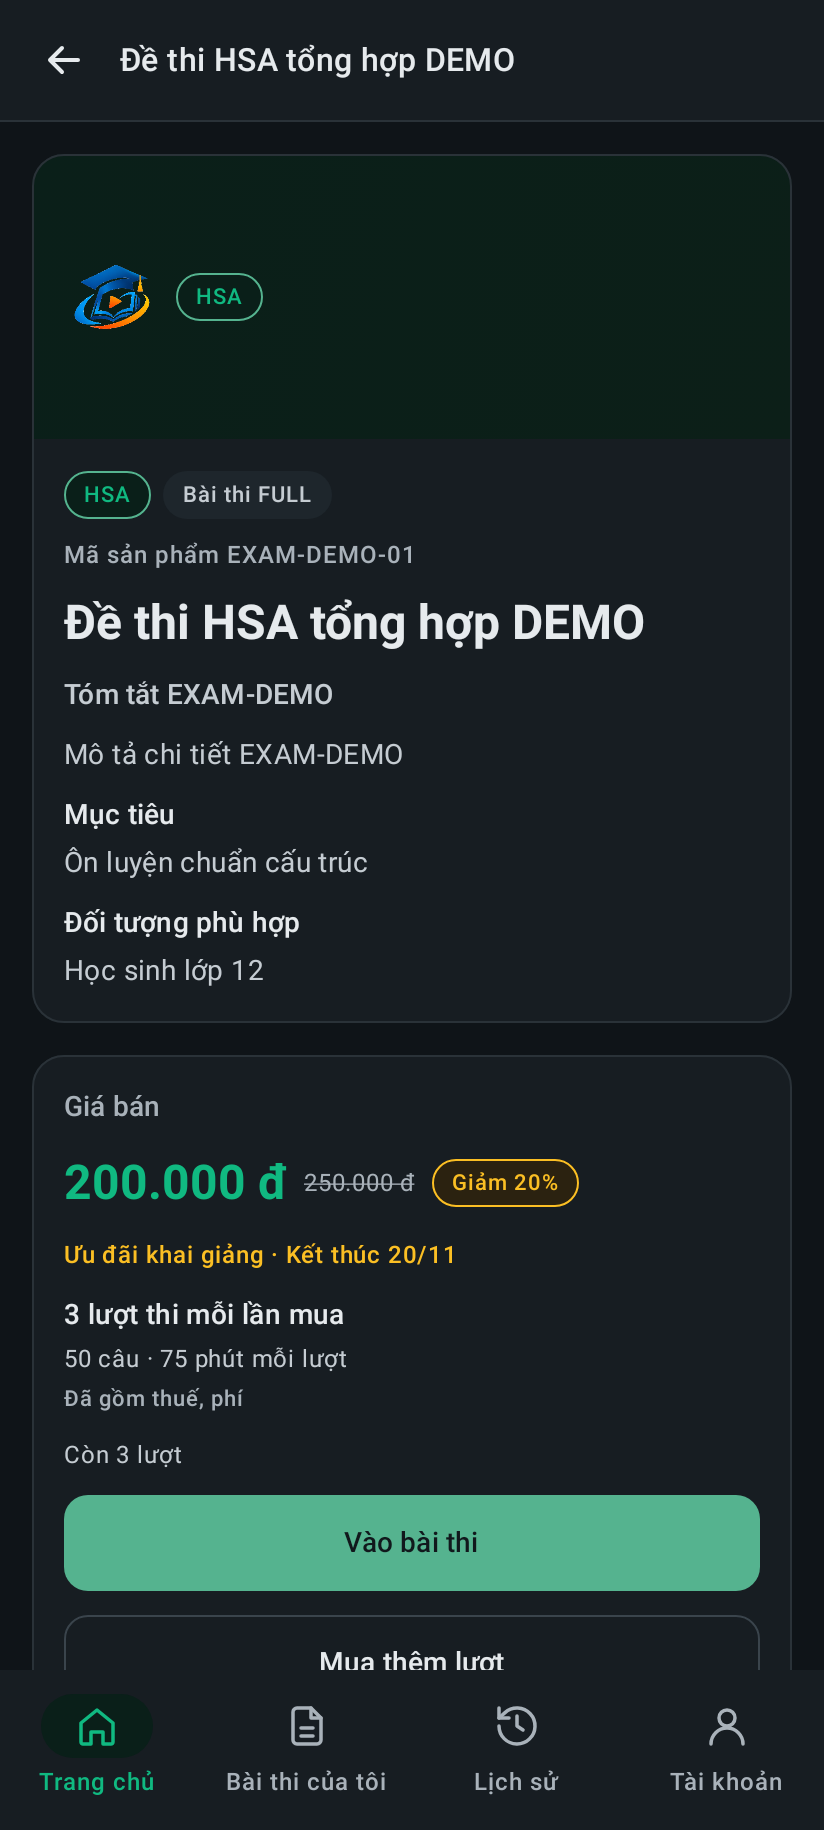 Đề thi HSA tổng hợp DEMO
HSA
HSA
Bài thi FULL
Mã sản phẩm EXAM-DEMO-01
Đề thi HSA tổng hợp DEMO
Tóm tắt EXAM-DEMO
Mô tả chi tiết EXAM-DEMO
Mục tiêu
Ôn luyện chuẩn cấu trúc
Đối tượng phù hợp
Học sinh lớp 12
Giá bán
200.000 đ 250.000 đ Giảm 20%
Ưu đãi khai giảng · Kết thúc 20/11
3 lượt thi mỗi lần mua
50 câu · 75 phút mỗi lượt
Đã gồm thuế, phí
Còn 3 lượt
Vào bài thi
Mua thêm lượt
Trang chủ
Bài thi của tôi
Lịch sử
Tài khoản